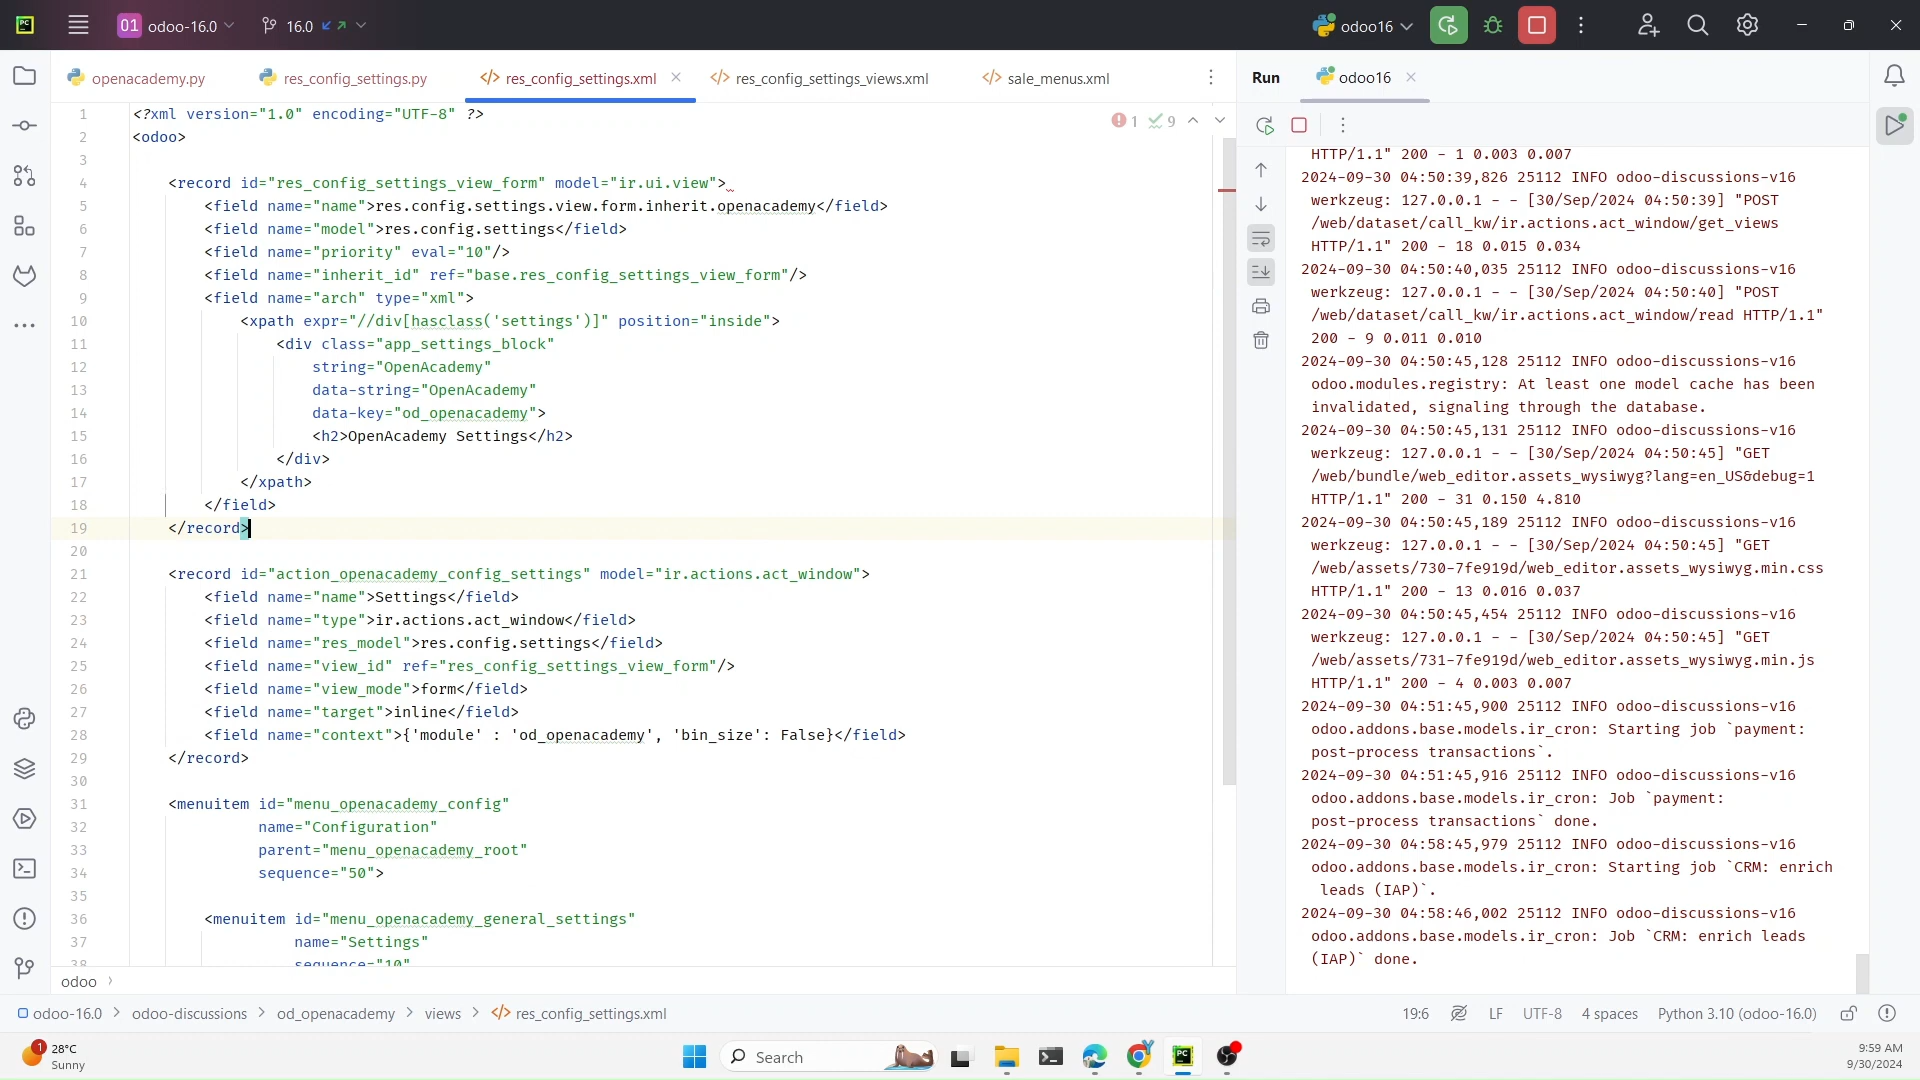 PC
01 odoo-16.0
16.0
odoo16
openacademy.py
res_config_settings.py
</> res_config_settings.xml
</> res_config_settings_views.xml
</> sale_menus.xml
Run
odoo16
1 9
1 <?xml version="1.0" encoding="UTF-8" ?>
2 <odoo>
3
4 <record id="res_config_settings_view_form" model="ir.ui.view">
5 <field name="name">res.config.settings.view.form.inherit.openacademy</field>
6 <field name="model">res.config.settings</field>
7 <field name="priority" eval="10"/>
8 <field name="inherit_id" ref="base.res_config_settings_view_form"/>
9 <field name="arch" type="xml">
10 <xpath expr="//div[hasclass('settings')]" position="inside">
11 <div class="app_settings_block"
12 string="OpenAcademy"
13 data-string="OpenAcademy"
14 data-key="od_openacademy">
15 <h2>OpenAcademy Settings</h2>
16 </div>
17 </xpath>
18 </field>
19 </record>
20
21 <record id="action_openacademy_config_settings" model="ir.actions.act_window">
22 <field name="name">Settings</field>
23 <field name="type">ir.actions.act_window</field>
24 <field name="res_model">res.config.settings</field>
25 <field name="view_id" ref="res_config_settings_view_form"/>
26 <field name="view_mode">form</field>
27 <field name="target">inline</field>
28 <field name="context">{'module' : 'od_openacademy', 'bin_size': False}</field>
29 </record>
30
31 <menuitem id="menu_openacademy_config"
32 name="Configuration"
33 parent="menu_openacademy_root"
34 sequence="50">
35
36 <menuitem id="menu_openacademy_general_settings"
37 name="Settings"
38 sequence="10"
odoo
HTTP/1.1" 200 - 1 0.003 0.007
2024-09-30 04:50:39,826 25112 INFO odoo-discussions-v16
werkzeug: 127.0.0.1 - - [30/Sep/2024 04:50:39] "POST
/web/dataset/call_kw/ir.actions.act_window/get_views
HTTP/1.1" 200 - 18 0.015 0.034
2024-09-30 04:50:40,035 25112 INFO odoo-discussions-v16
werkzeug: 127.0.0.1 - - [30/Sep/2024 04:50:40] "POST
/web/dataset/call_kw/ir.actions.act_window/read HTTP/1.1"
200 - 9 0.011 0.010
2024-09-30 04:50:45,128 25112 INFO odoo-discussions-v16
odoo.modules.registry: At least one model cache has been
invalidated, signaling through the database.
2024-09-30 04:50:45,131 25112 INFO odoo-discussions-v16
werkzeug: 127.0.0.1 - - [30/Sep/2024 04:50:45] "GET
/web/bundle/web_editor.assets_wysiwyg?lang=en_US&debug=1
HTTP/1.1" 200 - 31 0.150 4.810
2024-09-30 04:50:45,189 25112 INFO odoo-discussions-v16
werkzeug: 127.0.0.1 - - [30/Sep/2024 04:50:45] "GET
/web/assets/730-7fe919d/web_editor.assets_wysiwyg.min.css
HTTP/1.1" 200 - 13 0.016 0.037
2024-09-30 04:50:45,454 25112 INFO odoo-discussions-v16
werkzeug: 127.0.0.1 - - [30/Sep/2024 04:50:45] "GET
/web/assets/731-7fe919d/web_editor.assets_wysiwyg.min.js
HTTP/1.1" 200 - 4 0.003 0.007
2024-09-30 04:51:45,900 25112 INFO odoo-discussions-v16
odoo.addons.base.models.ir_cron: Starting job `payment:
post-process transactions`.
2024-09-30 04:51:45,916 25112 INFO odoo-discussions-v16
odoo.addons.base.models.ir_cron: Job `payment:
post-process transactions` done.
2024-09-30 04:58:45,979 25112 INFO odoo-discussions-v16
odoo.addons.base.models.ir_cron: Starting job `CRM: enrich
leads (IAP)`.
2024-09-30 04:58:46,002 25112 INFO odoo-discussions-v16
odoo.addons.base.models.ir_cron: Job `CRM: enrich leads
(IAP)` done.
odoo-16.0 > odoo-discussions > od_openacademy > views > </> res_config_settings.xml
19:6 LF UTF-8 4 spaces Python 3.10 (odoo-16.0)
1
28°C
Sunny
Search
PC
9:59 AM
9/30/2024